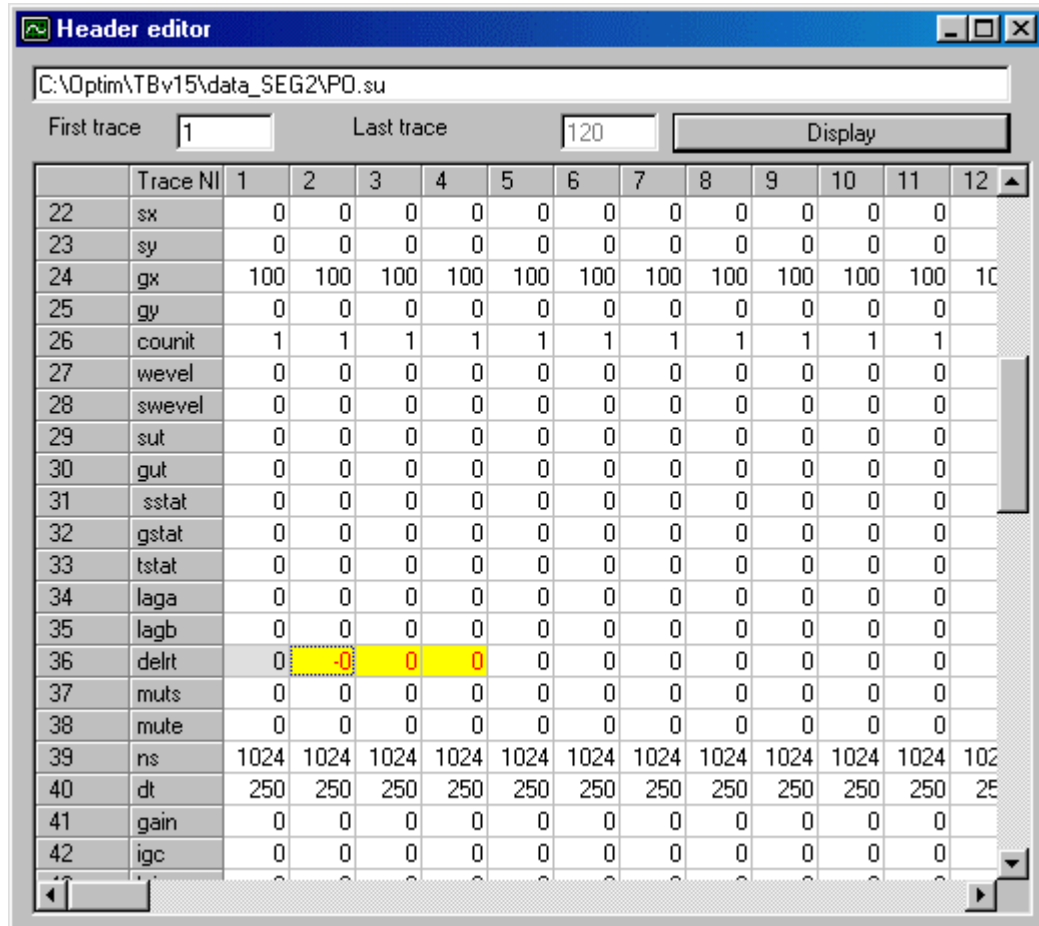 Header editor
C:\Optim\TBv15\data_SEG2\PO.su
First trace 1 Last trace 120 Display
Trace NI 1 2 3 4 5 6 7 8 9 10 11 12
22 sx 0 0 0 0 0 0 0 0 0 0 0
23 sy 0 0 0 0 0 0 0 0 0 0 0
24 gx 100 100 100 100 100 100 100 100 100 100 100 10
25 gy 0 0 0 0 0 0 0 0 0 0 0
26 counit 1 1 1 1 1 1 1 1 1 1 1
27 wevel 0 0 0 0 0 0 0 0 0 0 0
28 swevel 0 0 0 0 0 0 0 0 0 0 0
29 sut 0 0 0 0 0 0 0 0 0 0 0
30 gut 0 0 0 0 0 0 0 0 0 0 0
31 sstat 0 0 0 0 0 0 0 0 0 0 0
32 gstat 0 0 0 0 0 0 0 0 0 0 0
33 tstat 0 0 0 0 0 0 0 0 0 0 0
34 laga 0 0 0 0 0 0 0 0 0 0 0
35 lagb 0 0 0 0 0 0 0 0 0 0 0
36 delrt 0 -0 0 0 0 0 0 0 0 0 0
37 muts 0 0 0 0 0 0 0 0 0 0 0
38 mute 0 0 0 0 0 0 0 0 0 0 0
39 ns 1024 1024 1024 1024 1024 1024 1024 1024 1024 1024 1024 102
40 dt 250 250 250 250 250 250 250 250 250 250 250 25
41 gain 0 0 0 0 0 0 0 0 0 0 0
42 igc 0 0 0 0 0 0 0 0 0 0 0